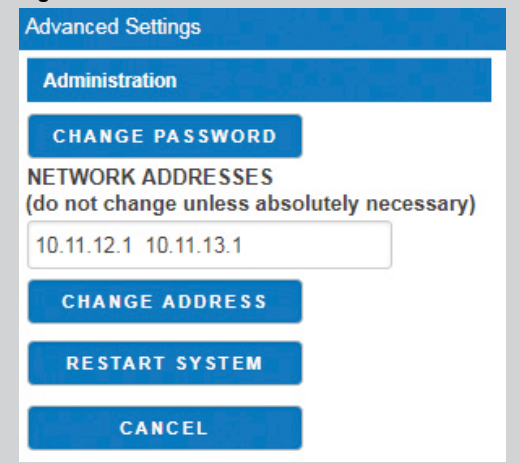 Advanced Settings
Administration
CHANGE PASSWORD
NETWORK ADDRESSES
(do not change unless absolutely necessary)
10.11.12.1 10.11.13.1
CHANGE ADDRESS
RESTART SYSTEM
CANCEL